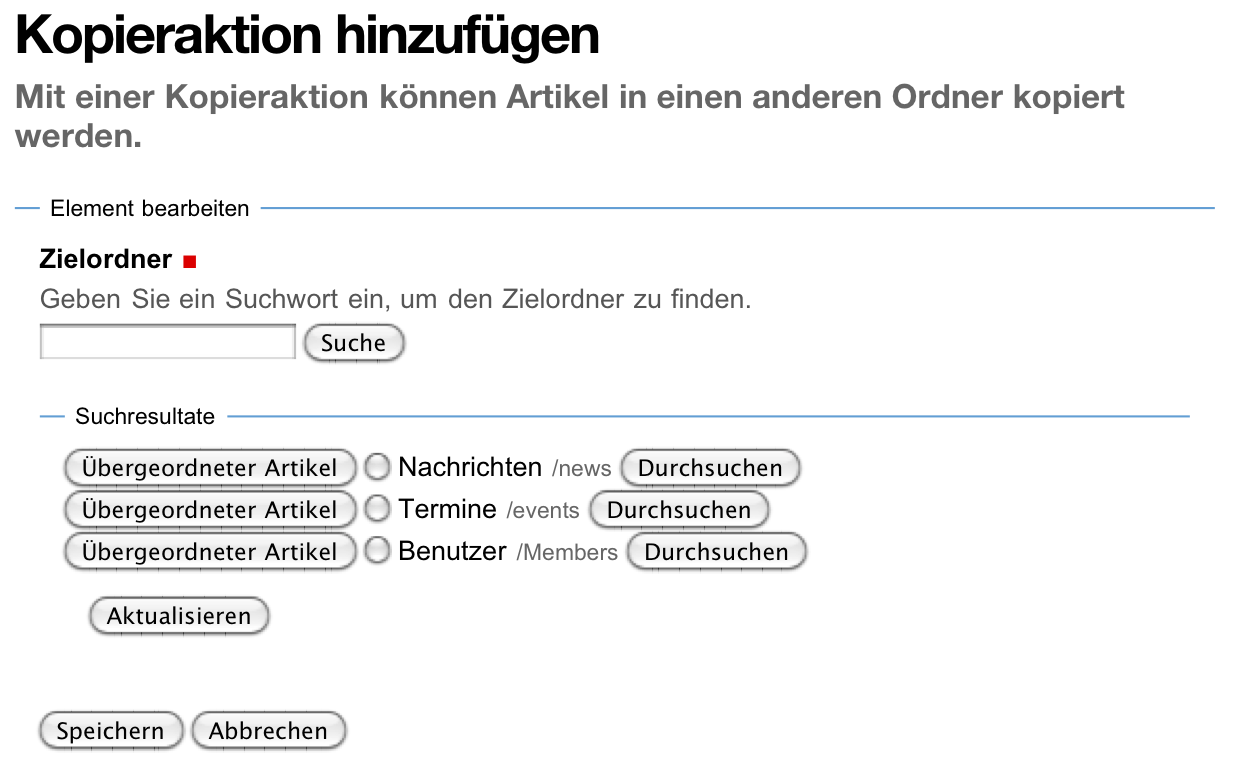 Kopieraktion hinzufügen
Mit einer Kopieraktion können Artikel in einen anderen Ordner kopiert
werden.
Element bearbeiten
Zielordner
Geben Sie ein Suchwort ein, um den Zielordner zu finden.
Suche
Suchresultate
Übergeordneter Artikel Nachrichten /news Durchsuchen
Übergeordneter Artikel Termine /events Durchsuchen
Übergeordneter Artikel Benutzer /Members Durchsuchen
Aktualisieren
Speichern Abbrechen